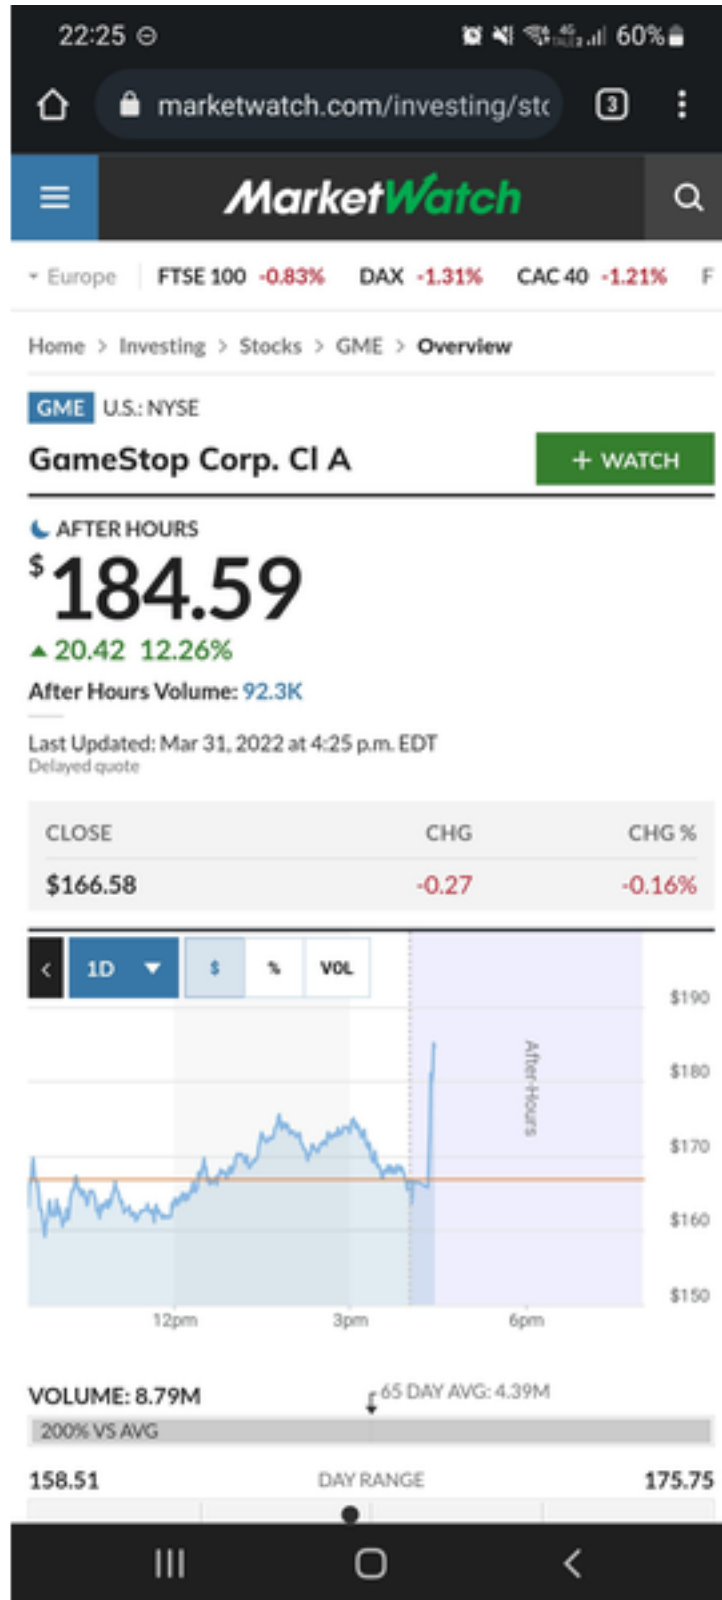 22:25 60%
marketwatch.com/investing/sto 3
MarketWatch
Europe FTSE 100 -0.83% DAX -1.31% CAC 40 -1.21% F
Home > Investing > Stocks > GME > Overview
GME U.S.: NYSE
GameStop Corp. Cl A + WATCH
AFTER HOURS
$184.59
20.42 12.26%
After Hours Volume: 92.3K
Last Updated: Mar 31, 2022 at 4:25 p.m. EDT
Delayed quote
CLOSE CHG CHG %
$166.58 -0.27 -0.16%
< 1D $ % VOL
$190
After-Hours
$180
$170
$160
$150
12pm 3pm 6pm
VOLUME: 8.79M 65 DAY AVG: 4.39M
200% VS AVG
158.51 DAY RANGE 175.75